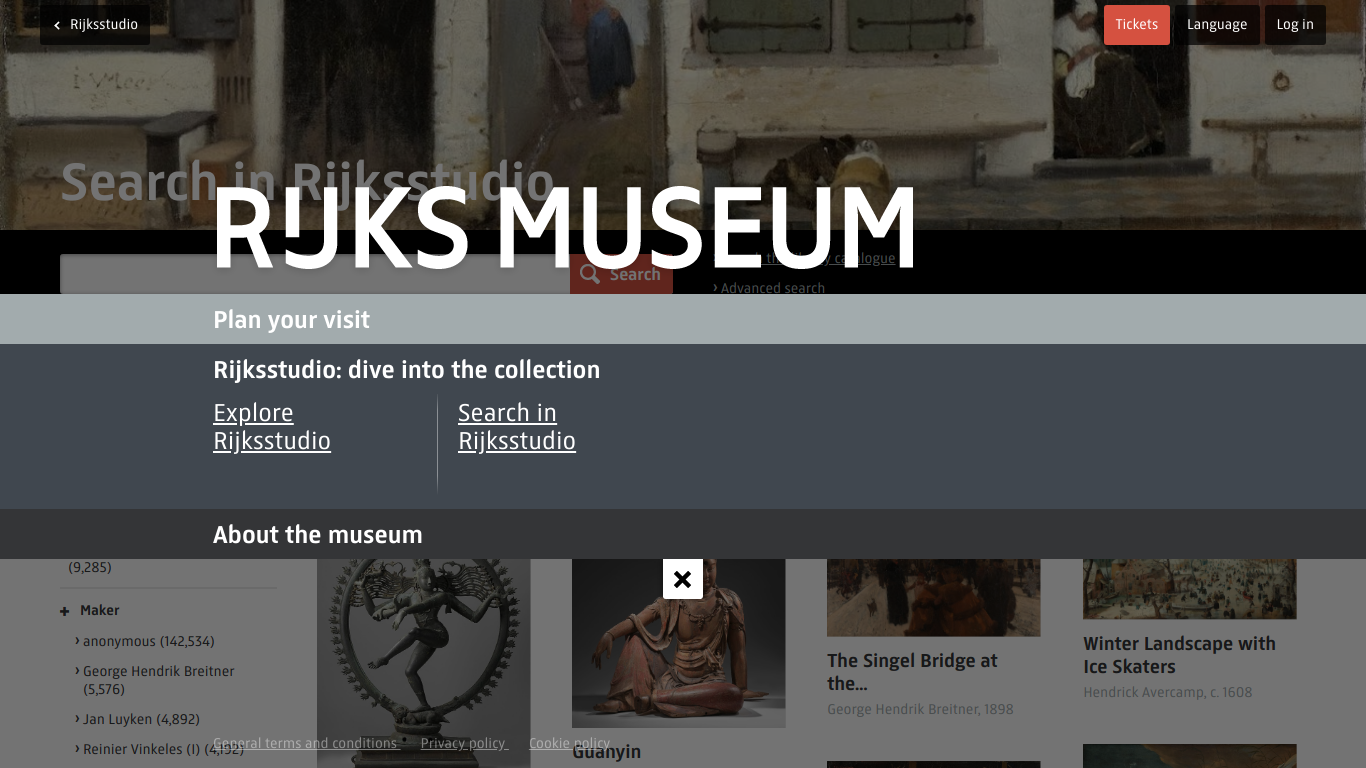 Rijksstudio
Tickets
Language
Log in
Search in Rijksstudio
RIJKS MUSEUM
Search
catalogue
Advanced search
Plan your visit
Rijksstudio: dive into the collection
Explore
Rijksstudio
Search in
Rijksstudio
About the museum
(9,285)
Maker
anonymous (142,534)
George Hendrik Breitner
(5,576)
Jan Luyken (4,892)
Reinier Vinkeles (I) (4,192)
Guanyin
The Singel Bridge at
the...
George Hendrik Breitner, 1898
Winter Landscape with
Ice Skaters
Hendrick Avercamp, c. 1608
General terms and conditions
Privacy policy
Cookie policy